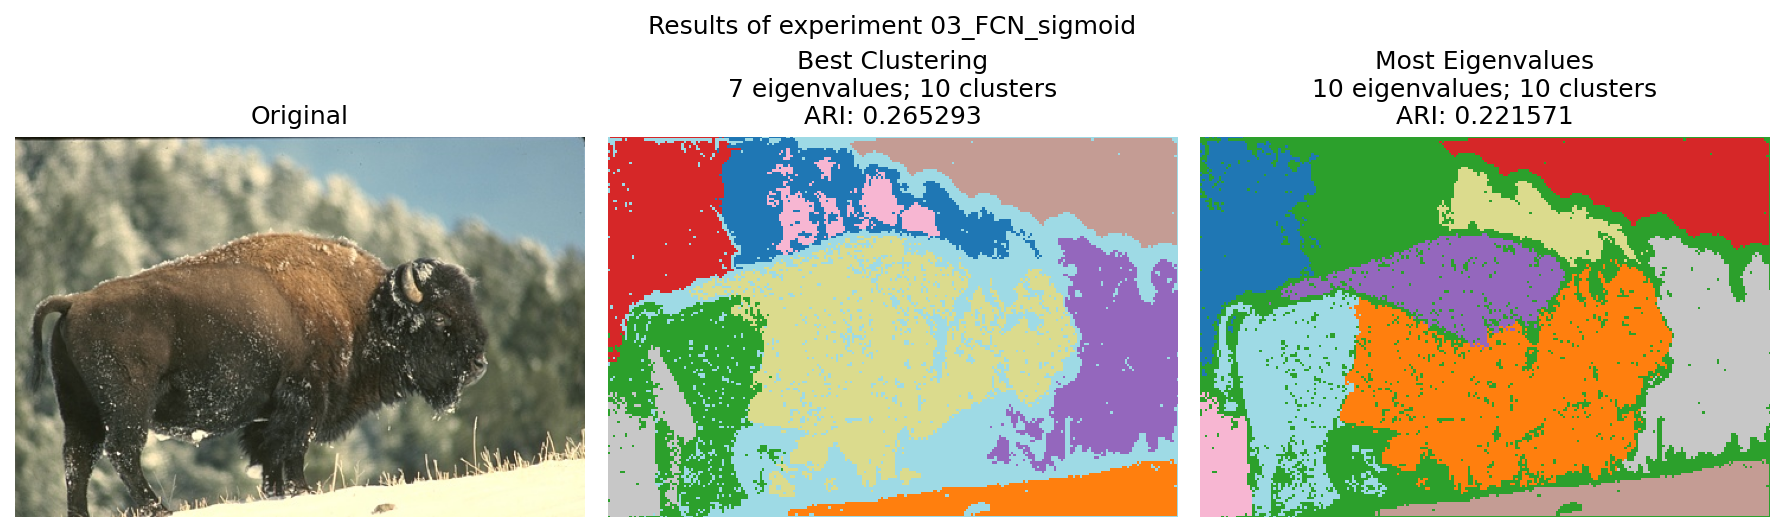 Results of experiment 03_FCN_sigmoid
Original
Best Clustering
7 eigenvalues; 10 clusters
ARI: 0.265293
Most Eigenvalues
10 eigenvalues; 10 clusters
ARI: 0.221571